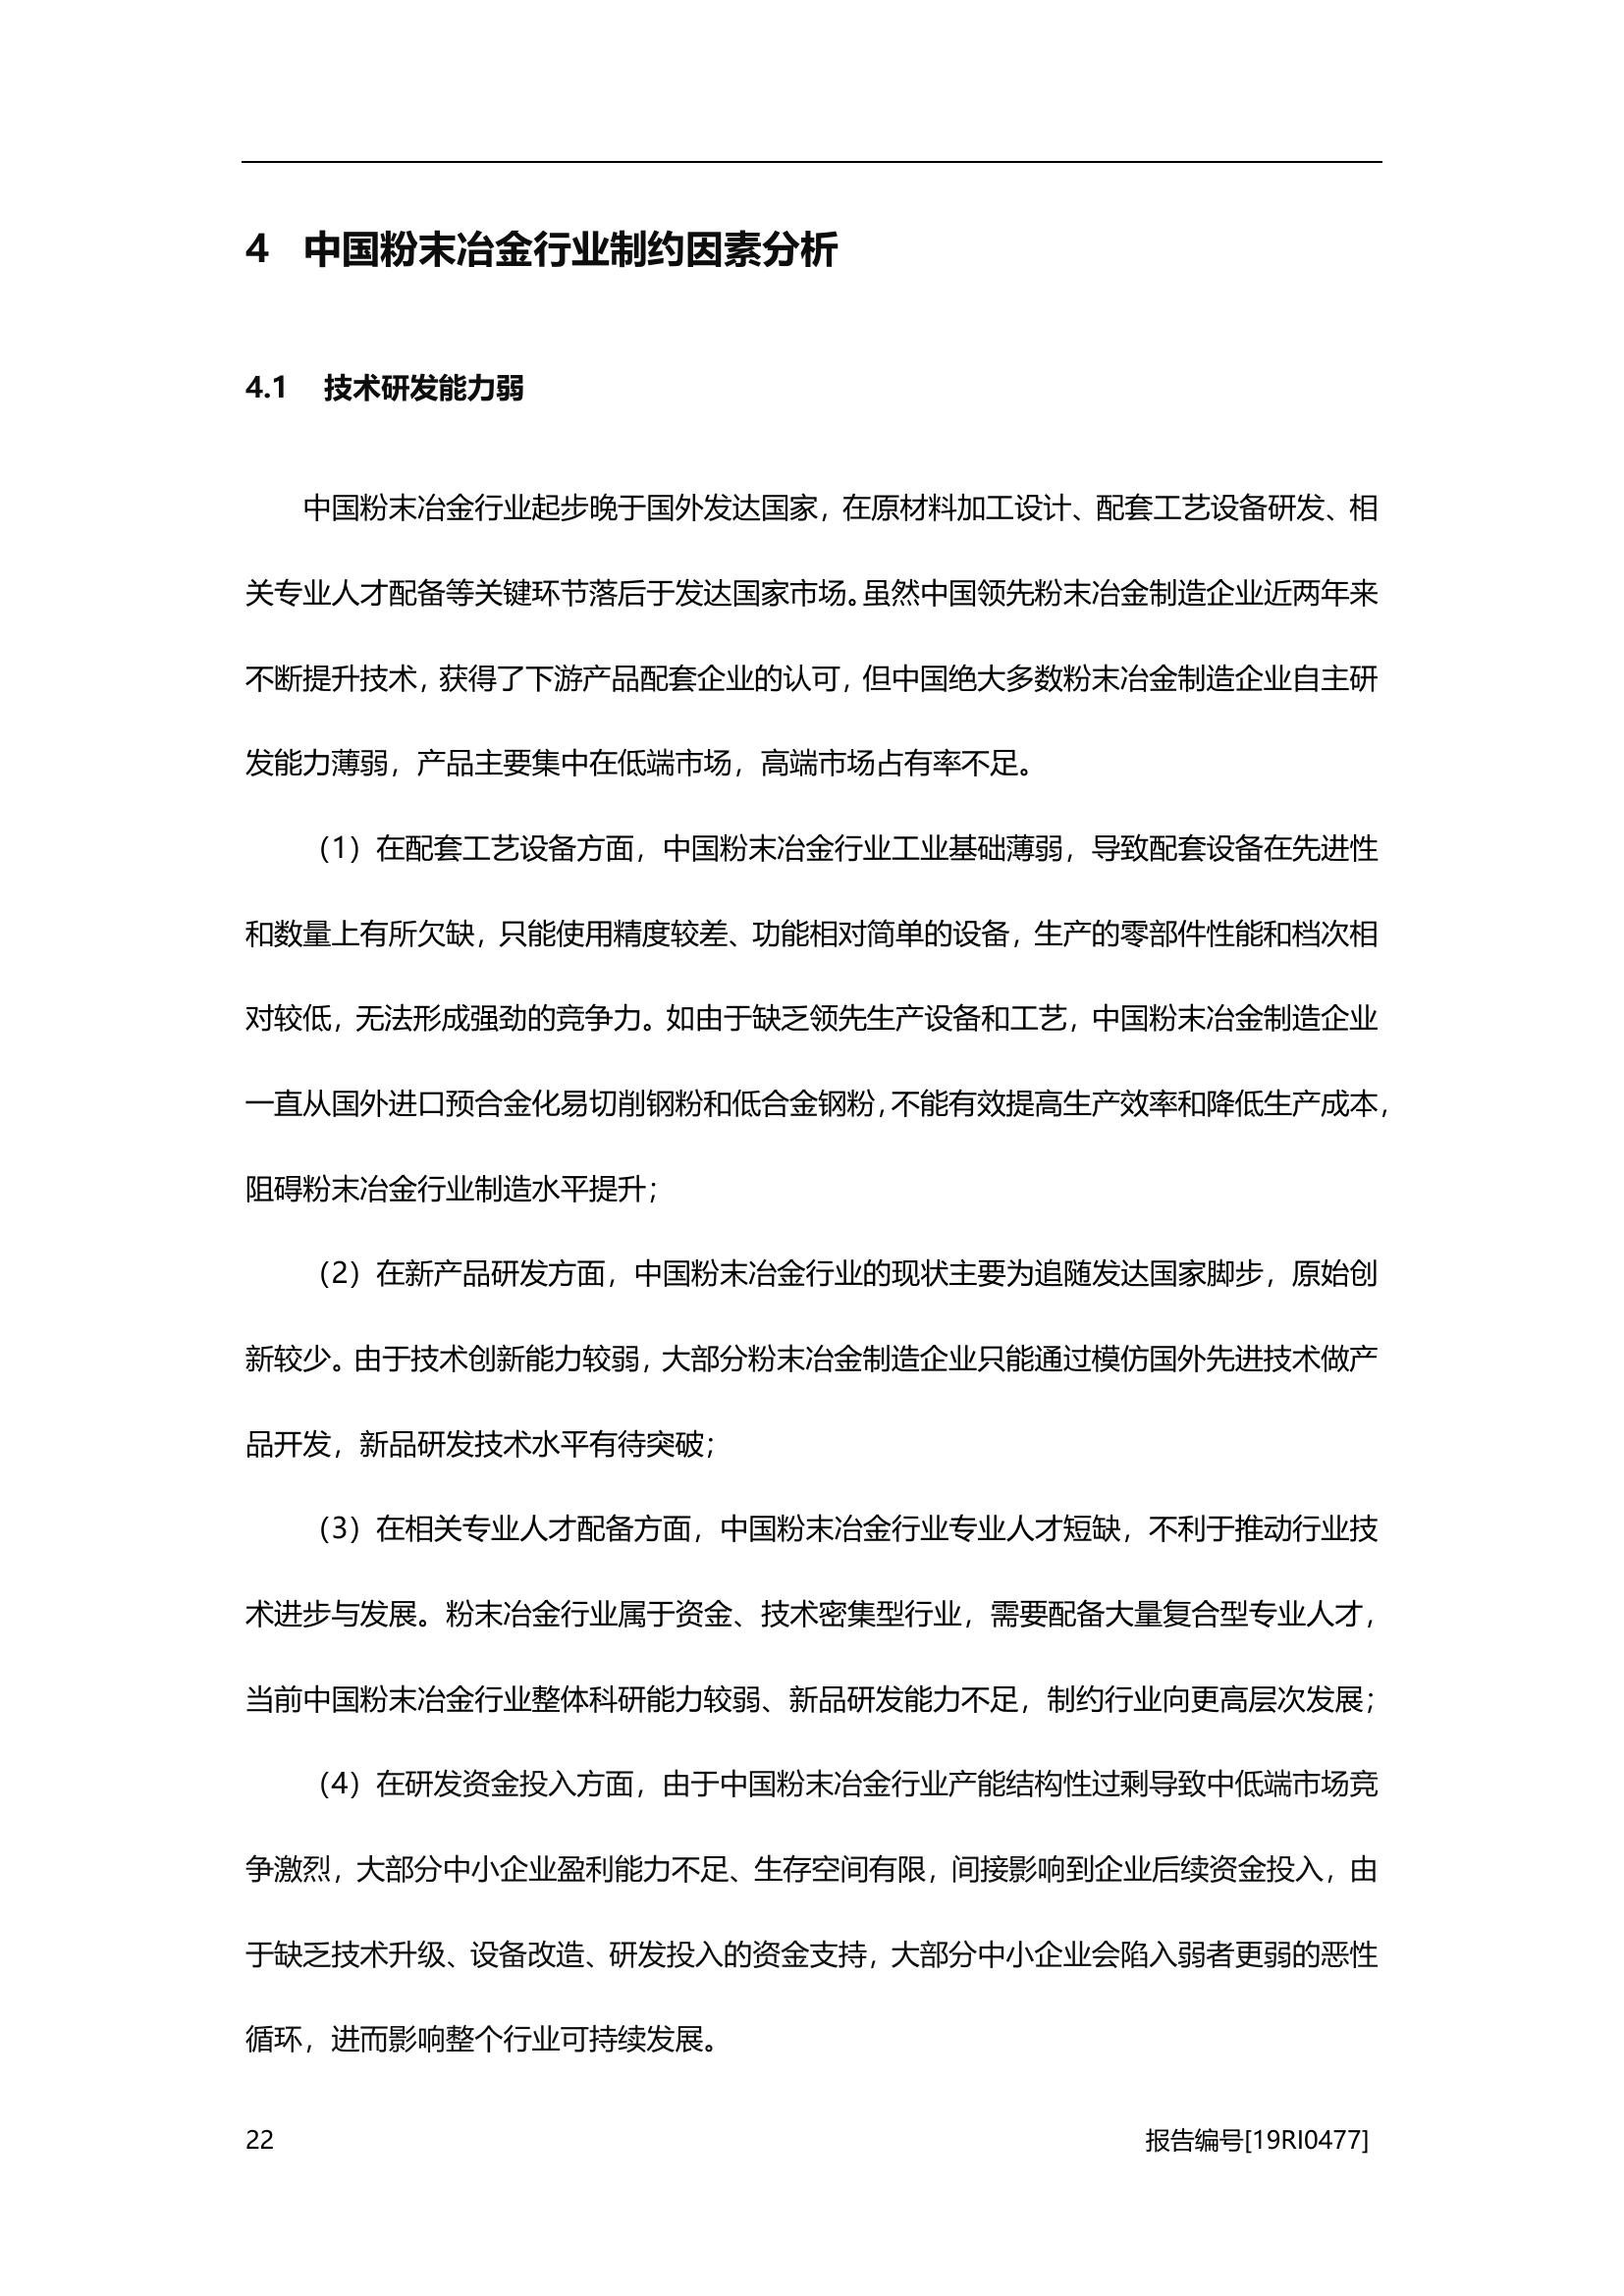 4 中国粉末冶金行业制约因素分析
4.1 技术研发能力弱
中国粉末冶金行业起步晚于国外发达国家，在原材料加工设计、配套工艺设备研发、相
关专业人才配备等关键环节落后于发达国家市场。虽然中国领先粉末冶金制造企业近两年来
不断提升技术，获得了下游产品配套企业的认可，但中国绝大多数粉末冶金制造企业自主研
发能力薄弱，产品主要集中在低端市场，高端市场占有率不足。
（1）在配套工艺设备方面，中国粉末冶金行业工业基础薄弱，导致配套设备在先进性
和数量上有所欠缺，只能使用精度较差、功能相对简单的设备，生产的零部件性能和档次相
对较低，无法形成强劲的竞争力。如由于缺乏领先生产设备和工艺，中国粉末冶金制造企业
一直从国外进口预合金化易切削钢粉和低合金钢粉，不能有效提高生产效率和降低生产成本，
阻碍粉末冶金行业制造水平提升；
（2）在新产品研发方面，中国粉末冶金行业的现状主要为追随发达国家脚步，原始创
新较少。由于技术创新能力较弱，大部分粉末冶金制造企业只能通过模仿国外先进技术做产
品开发，新品研发技术水平有待突破；
（3）在相关专业人才配备方面，中国粉末冶金行业专业人才短缺，不利于推动行业技
术进步与发展。粉末冶金行业属于资金、技术密集型行业，需要配备大量复合型专业人才，
当前中国粉末冶金行业整体科研能力较弱、新品研发能力不足，制约行业向更高层次发展；
（4）在研发资金投入方面，由于中国粉末冶金行业产能结构性过剩导致中低端市场竞
争激烈，大部分中小企业盈利能力不足、生存空间有限，间接影响到企业后续资金投入，由
于缺乏技术升级、设备改造、研发投入的资金支持，大部分中小企业会陷入弱者更弱的恶性
循环，进而影响整个行业可持续发展。
22 报告编号[19RI0477]